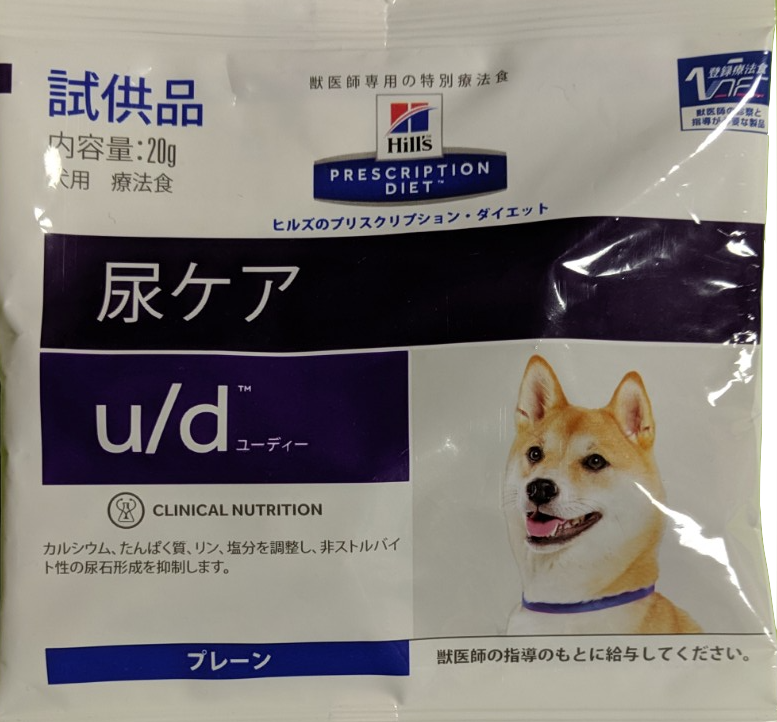 試供品
内容量:20g
犬用 療法食
獣医師専用の特別療法食
Hill's
PRESCRIPTION
DIET™
ヒルズのプリスクリプション・ダイエット
登録療法食
獣医師の診察と
指導が必要な製品
尿ケア
u/d™
ユーディー
CLINICAL NUTRITION
カルシウム、たんぱく質、リン、塩分を調整し、非ストルバイ
ト性の尿石形成を抑制します。
プレーン
獣医師の指導のもとに給与してください。